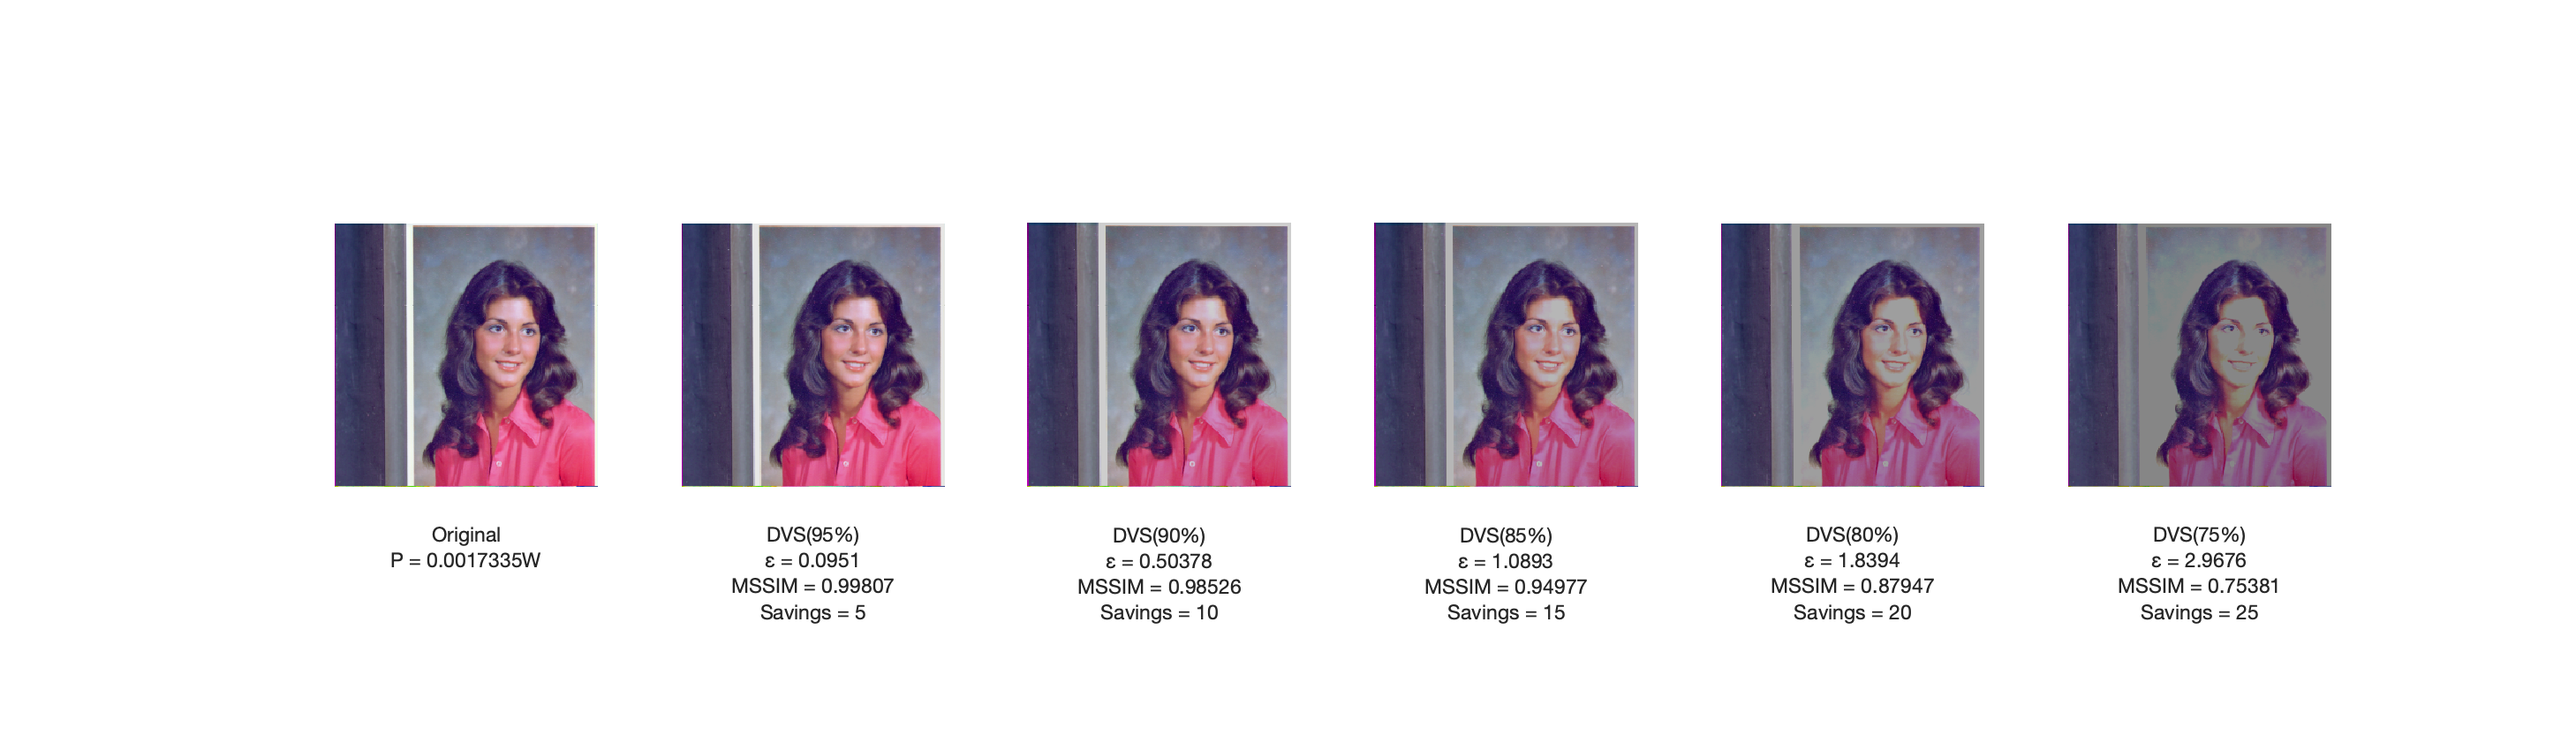 Original
P = 0.0017335W
DVS(95%)
ε = 0.0951
MSSIM = 0.99807
Savings = 5
DVS(90%)
ε = 0.50378
MSSIM = 0.98526
Savings = 10
DVS(85%)
ε = 1.0893
MSSIM = 0.94977
Savings = 15
DVS(80%)
ε = 1.8394
MSSIM = 0.87947
Savings = 20
DVS(75%)
ε = 2.9676
MSSIM = 0.75381
Savings = 25